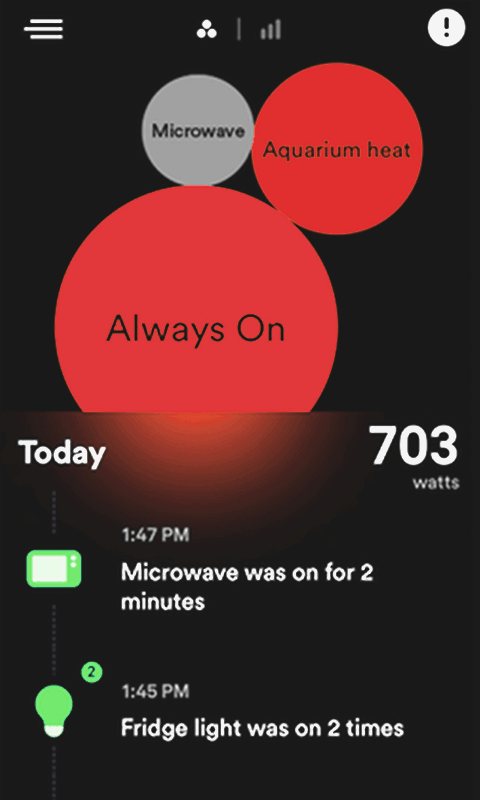 Microwave
Aquarium heat
Always On
Today
703
watts
1:47 PM
Microwave was on for 2
minutes
2
1:45 PM
Fridge light was on 2 times